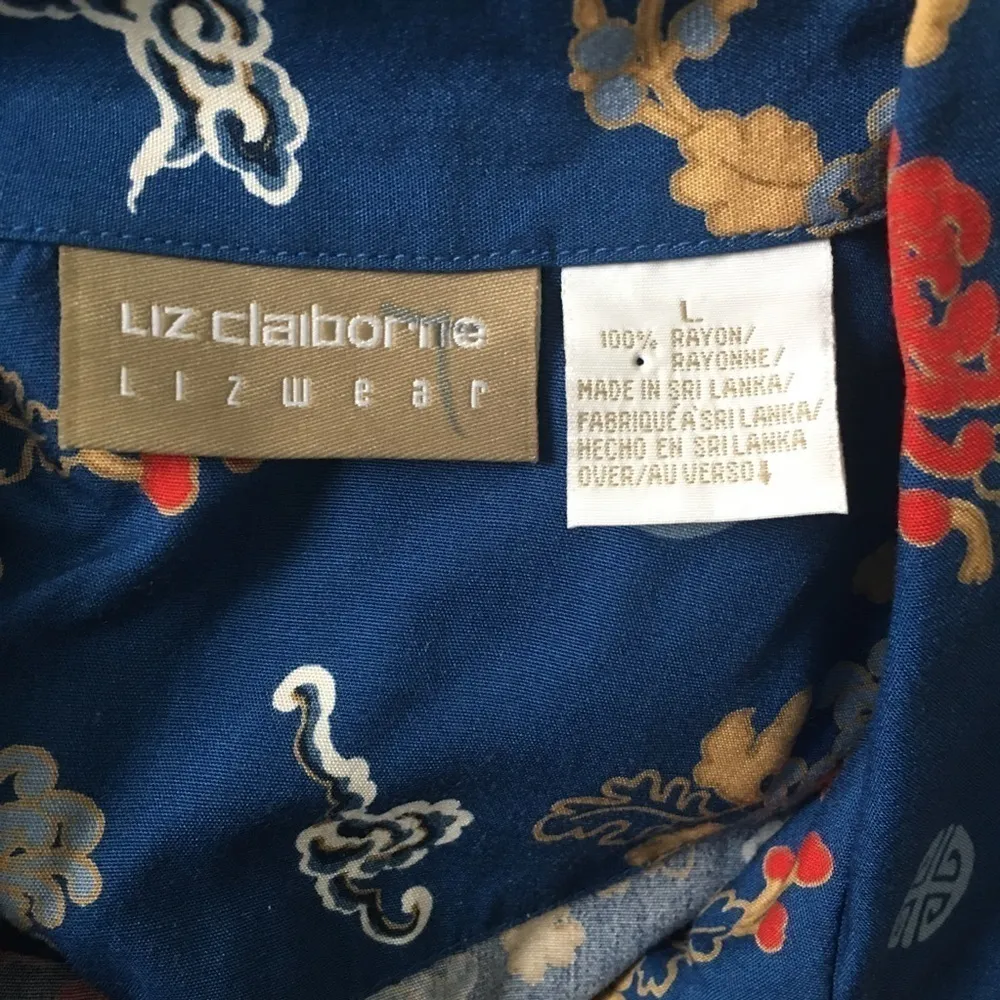 Liz claiborne
Lizwear
L
100% RAYON/
RAYONNE/
MADE IN SRI LANKA/
FABRIQUÉ À SRI LANKA/
HECHO EN SRI LANKA
OVER/AU VERSO↓